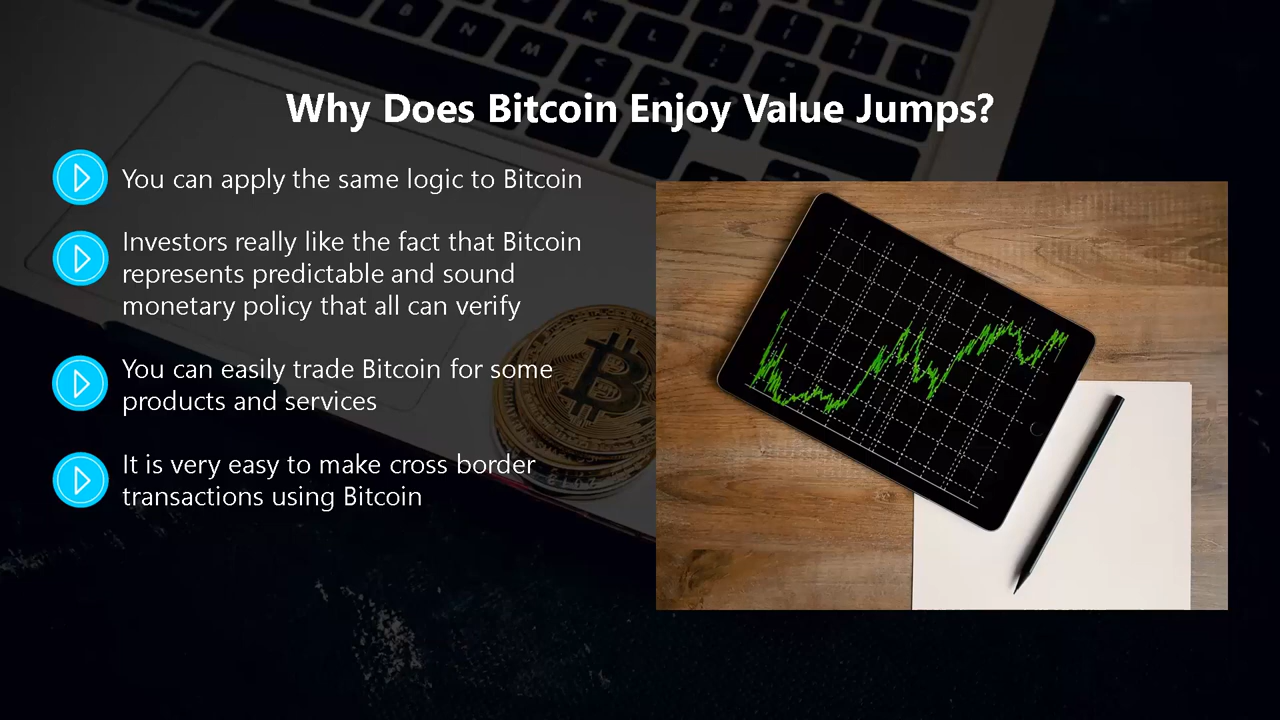 Why Does Bitcoin Enjoy Value Jumps?
You can apply the same logic to Bitcoin
Investors really like the fact that Bitcoin
represents predictable and sound
monetary policy that all can verify
You can easily trade Bitcoin for some
products and services
It is very easy to make cross border
transactions using Bitcoin
B
N
M
K
L